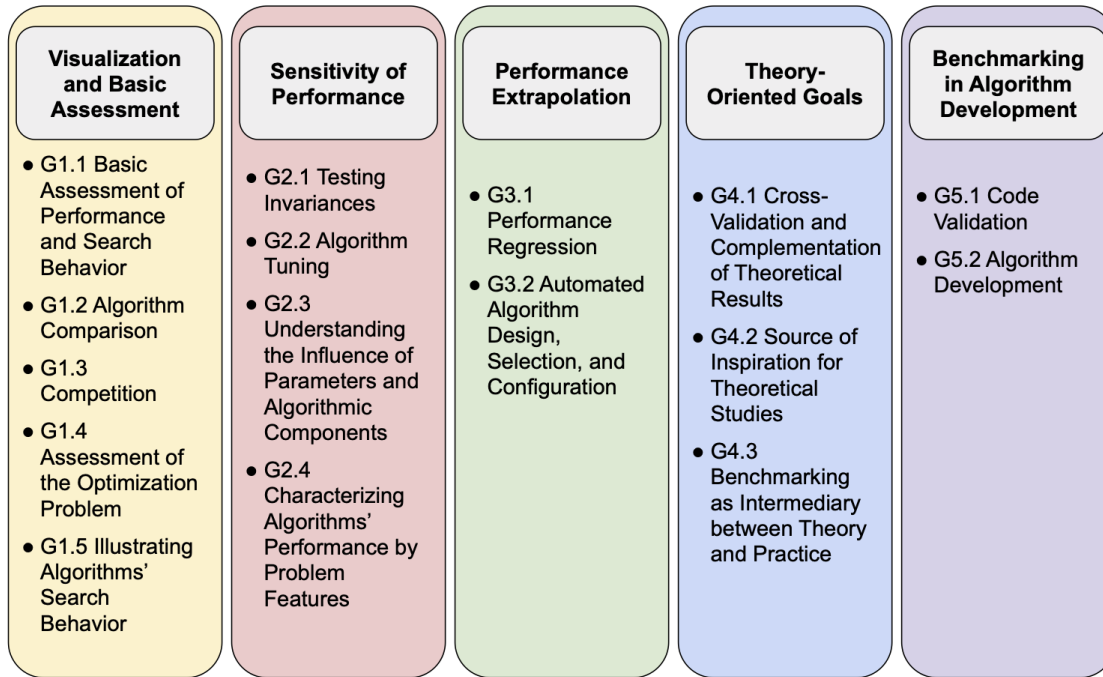 Visualization
and Basic
Assessment
● G1.1 Basic
Assessment of
Performance
and Search
Behavior
● G1.2 Algorithm
Comparison
● G1.3
Competition
● G1.4
Assessment of
the Optimization
Problem
● G1.5 Illustrating
Algorithms'
Search
Behavior
Sensitivity of
Performance
● G2.1 Testing
Invariances
● G2.2 Algorithm
Tuning
● G2.3
Understanding
the Influence of
Parameters and
Algorithmic
Components
● G2.4
Characterizing
Algorithms'
Performance by
Problem
Features
Performance
Extrapolation
● G3.1
Performance
Regression
● G3.2 Automated
Algorithm
Design,
Selection, and
Configuration
Theory-
Oriented Goals
● G4.1 Cross-
Validation and
Complementation
of Theoretical
Results
● G4.2 Source of
Inspiration for
Theoretical
Studies
● G4.3
Benchmarking
as Intermediary
between Theory
and Practice
Benchmarking
in Algorithm
Development
● G5.1 Code
Validation
● G5.2 Algorithm
Development